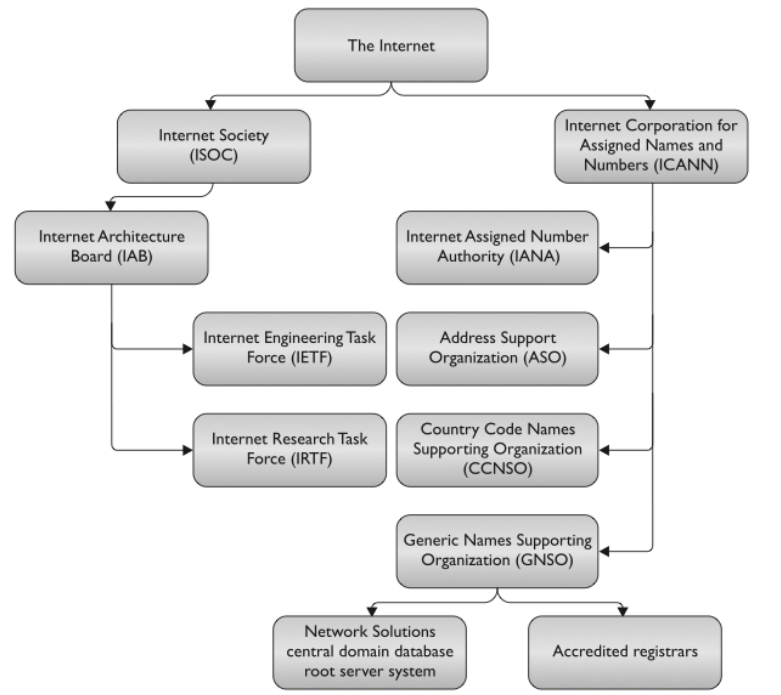 The Internet
Internet Society
(ISOC)
Internet Corporation for
Assigned Names and
Numbers (ICANN)
Internet Architecture
Board (IAB)
Internet Assigned Number
Authority (IANA)
Internet Engineering Task
Force (IETF)
Address Support
Organization (ASO)
Internet Research Task
Force (IRTF)
Country Code Names
Supporting Organization
(CCNSO)
Generic Names Supporting
Organization (GNSO)
Network Solutions
central domain database
root server system
Accredited registrars